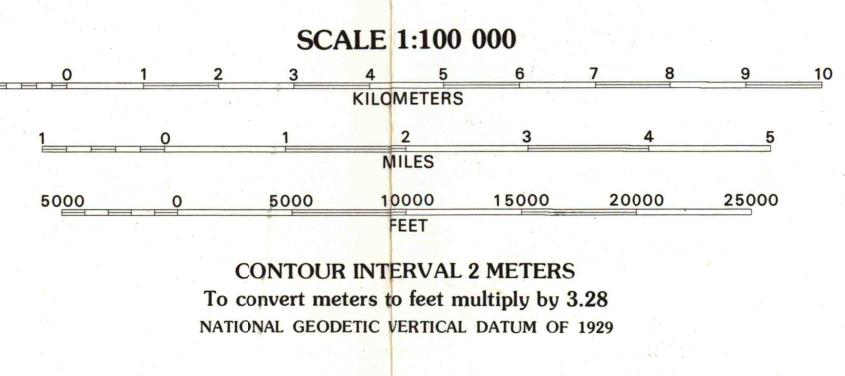 SCALE 1:100 000
0 1 2 3 4 5 6 7 8 9 10
KILOMETERS
1 0 1 2 3 4 5
MILES
5000 0 5000 10000 15000 20000 25000
FEET
CONTOUR INTERVAL 2 METERS
To convert meters to feet multiply by 3.28
NATIONAL GEODETIC VERTICAL DATUM OF 1929